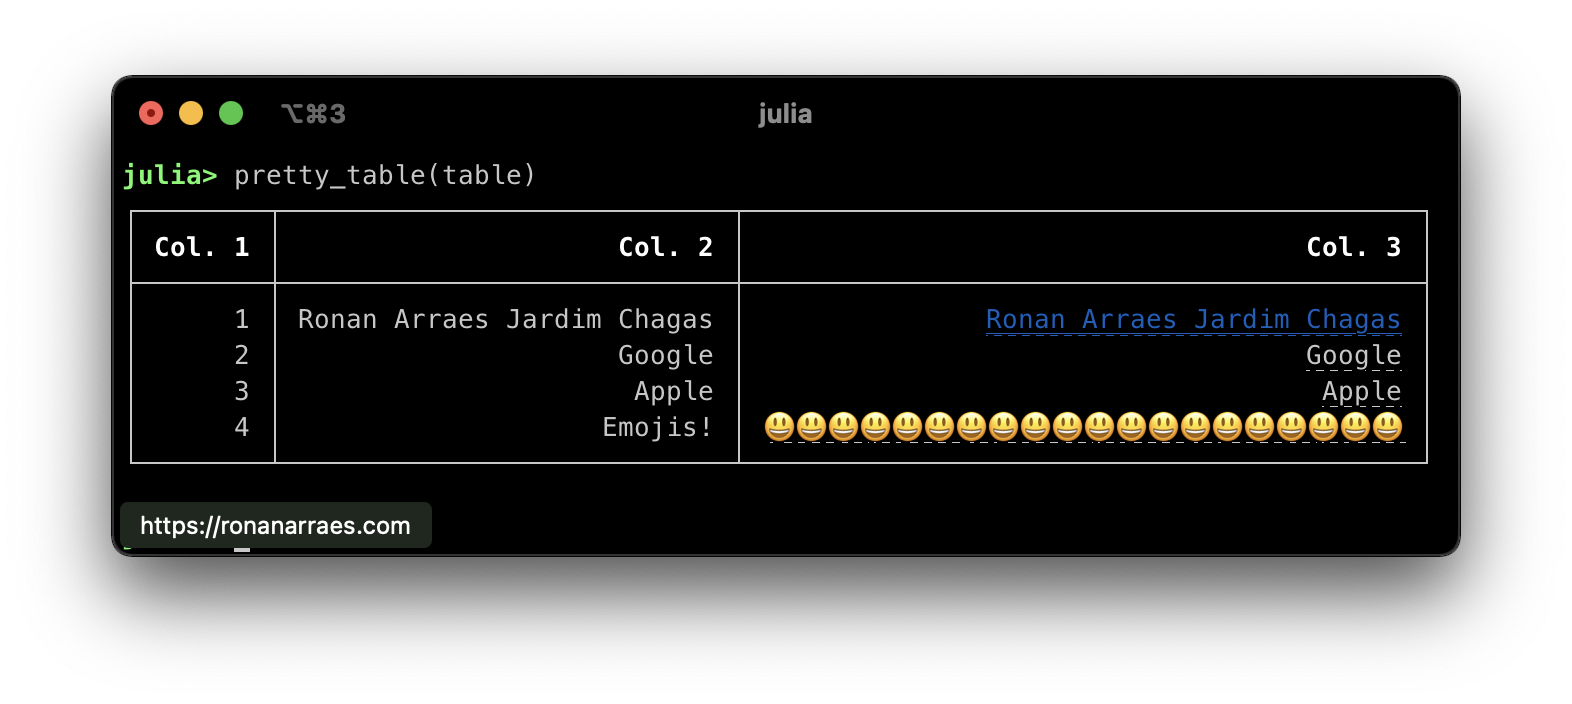 ⌥⌘3 julia
julia> pretty_table(table)
Col. 1 Col. 2 Col. 3
1 Ronan Arraes Jardim Chagas Ronan Arraes Jardim Chagas
2 Google Google
3 Apple Apple
4 Emojis! 😃😃😃😃😃😃😃😃😃😃😃😃😃😃😃😃😃😃😃😃
https://ronanarraes.com